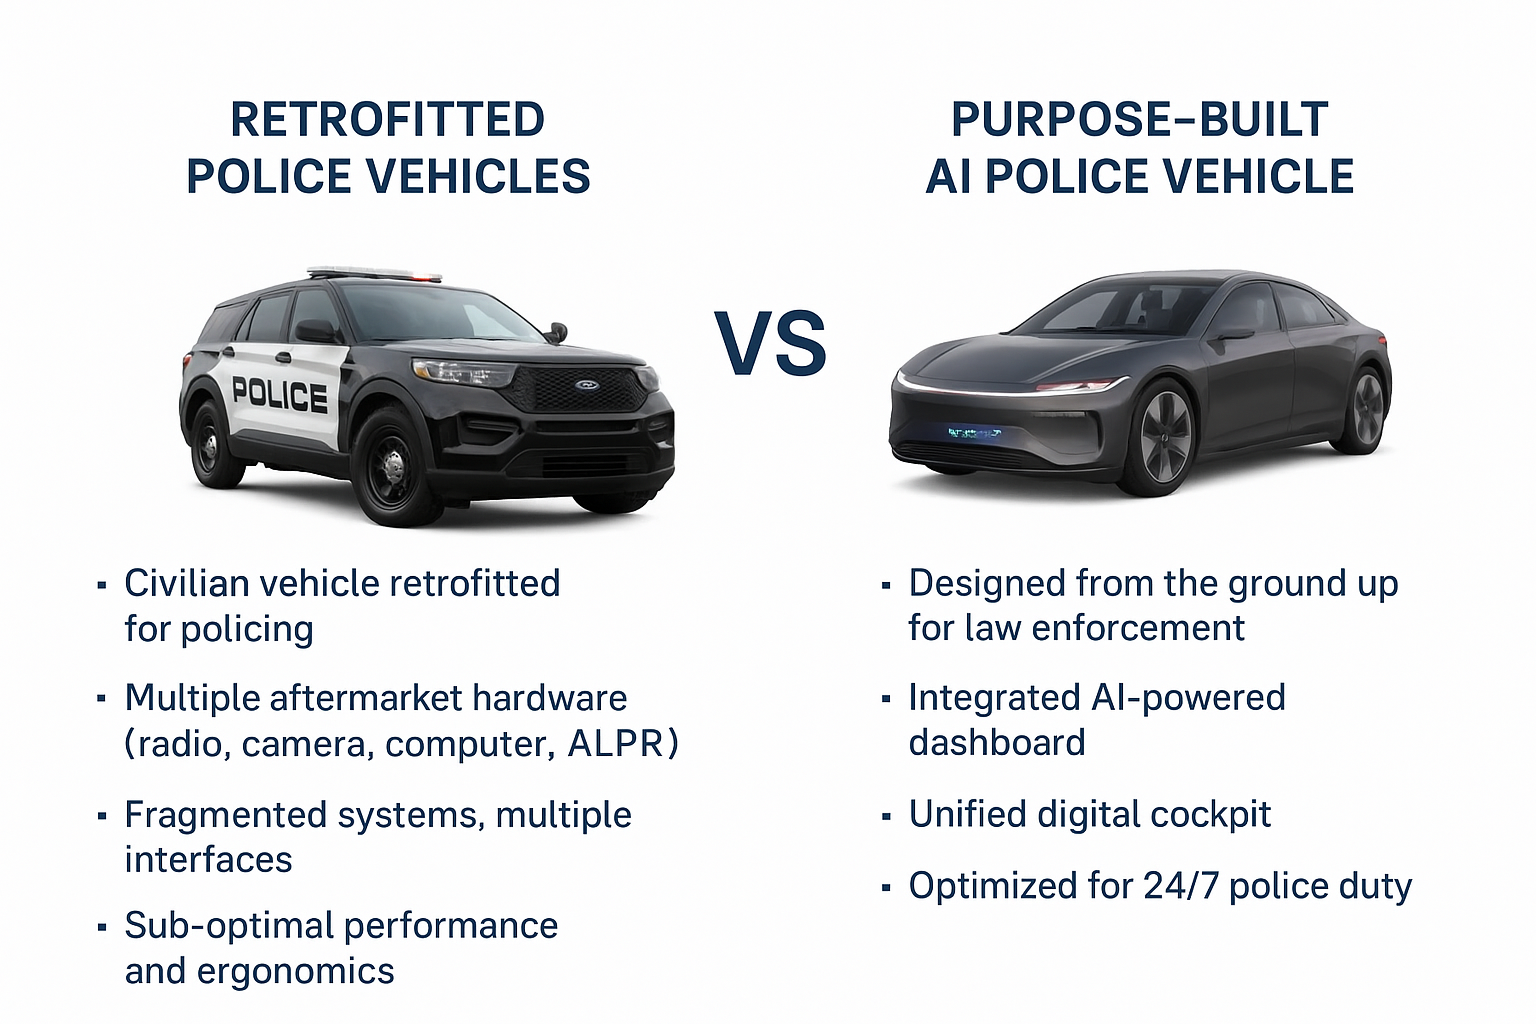 RETROFITTED
POLICE VEHICLES
POLICE
VS
PURPOSE–BUILT
AI POLICE VEHICLE
▪ Civilian vehicle retrofitted
for policing
▪ Multiple aftermarket hardware
(radio, camera, computer, ALPR)
▪ Fragmented systems, multiple
interfaces
▪ Sub-optimal performance
and ergonomics
▪ Designed from the ground up
for law enforcement
▪ Integrated AI-powered
dashboard
▪ Unified digital cockpit
▪ Optimized for 24/7 police duty